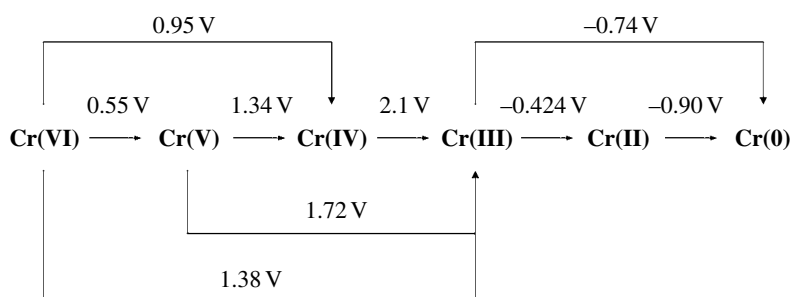 0.95 V –0.74 V
0.55 V 1.34 V 2.1 V –0.424 V –0.90 V
Cr(VI) Cr(V) Cr(IV) Cr(III) Cr(II) Cr(0)
1.72 V
1.38 V